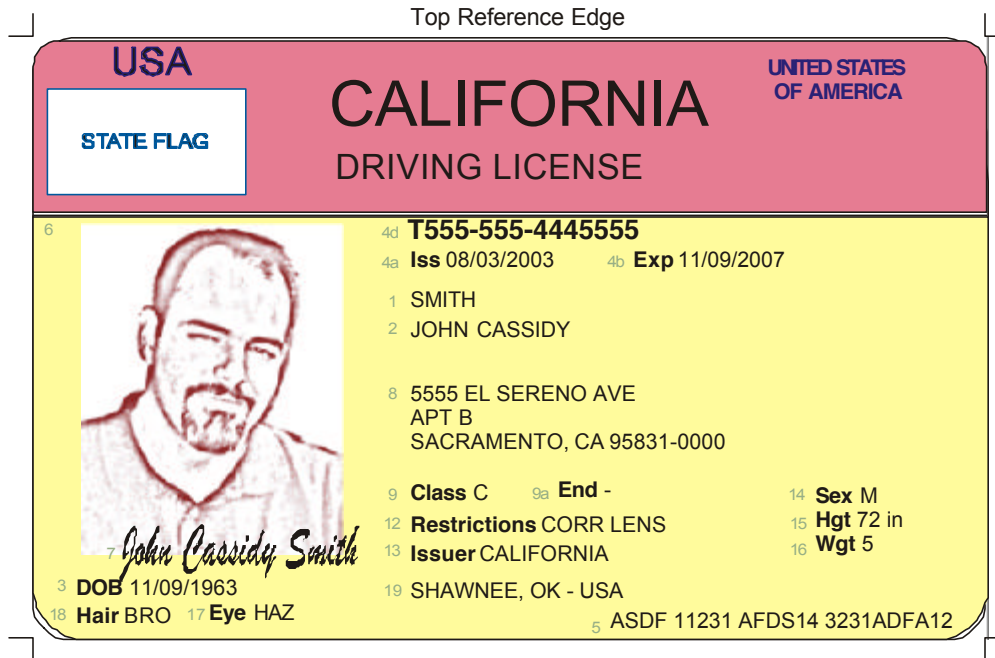 Top Reference Edge
USA
UNITED STATES
OF AMERICA
STATE FLAG
CALIFORNIA
DRIVING LICENSE
6
4d T555-555-4445555
4a Iss 08/03/2003 4b Exp 11/09/2007
1 SMITH
2 JOHN CASSIDY
8 5555 EL SERENO AVE
APT B
SACRAMENTO, CA 95831-0000
9 Class C 9a End -
14 Sex M
12 Restrictions CORR LENS
15 Hgt 72 in
13 Issuer CALIFORNIA
16 Wgt 5
7 John Cassidy Smith
3 DOB 11/09/1963
19 SHAWNEE, OK - USA
18 Hair BRO 17 Eye HAZ
5 ASDF 11231 AFDS14 3231ADFA12